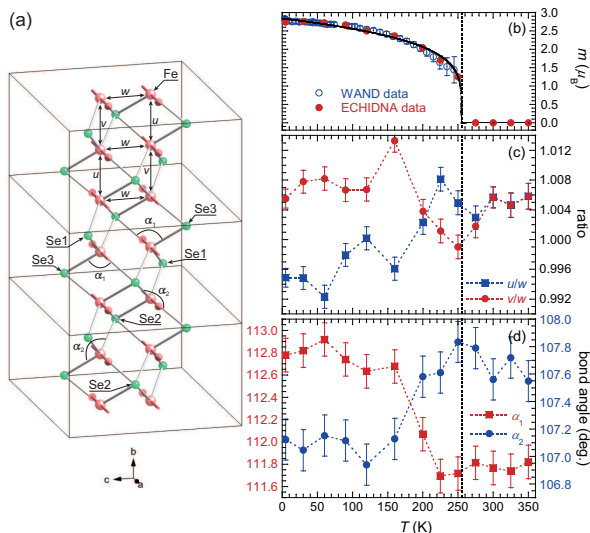 (a)
Fe
w
v
u
w
u
v
w
Se3
Se1
α1
Se3
Se1
α1
α2
Se2
α2
Se2
b
c
a
(b)
3.0
2.5
2.0
1.5
1.0
0.5
0.0
m (μB)
WAND data
ECHIDNA data
(c)
1.012
1.008
1.004
1.000
0.996
0.992
ratio
u/w
v/w
(d)
113.0
112.8
112.6
112.4
112.2
112.0
111.8
111.6
108.0
107.8
107.6
107.4
107.2
107.0
106.8
bond angle (deg.)
α1
α2
0 50 100 150 200 250 300 350
T (K)